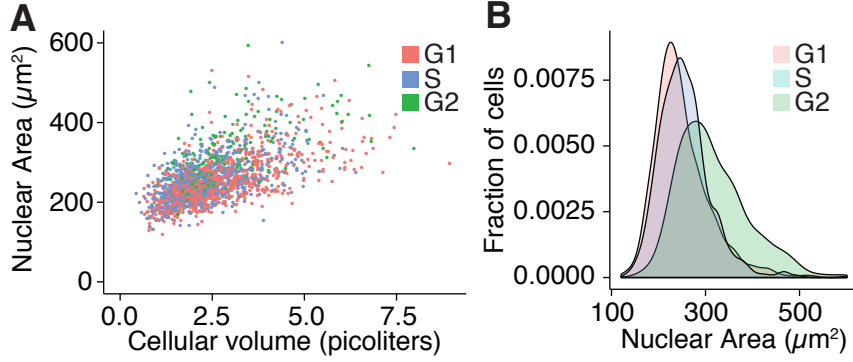 A
Nuclear Area (µm²)
600
400
200
0
G1
S
G2
0.0
2.5
5.0
7.5
Cellular volume (picoliters)
B
Fraction of cells
0.0075
0.0050
0.0025
0.0000
G1
S
G2
100
300
500
Nuclear Area (µm²)